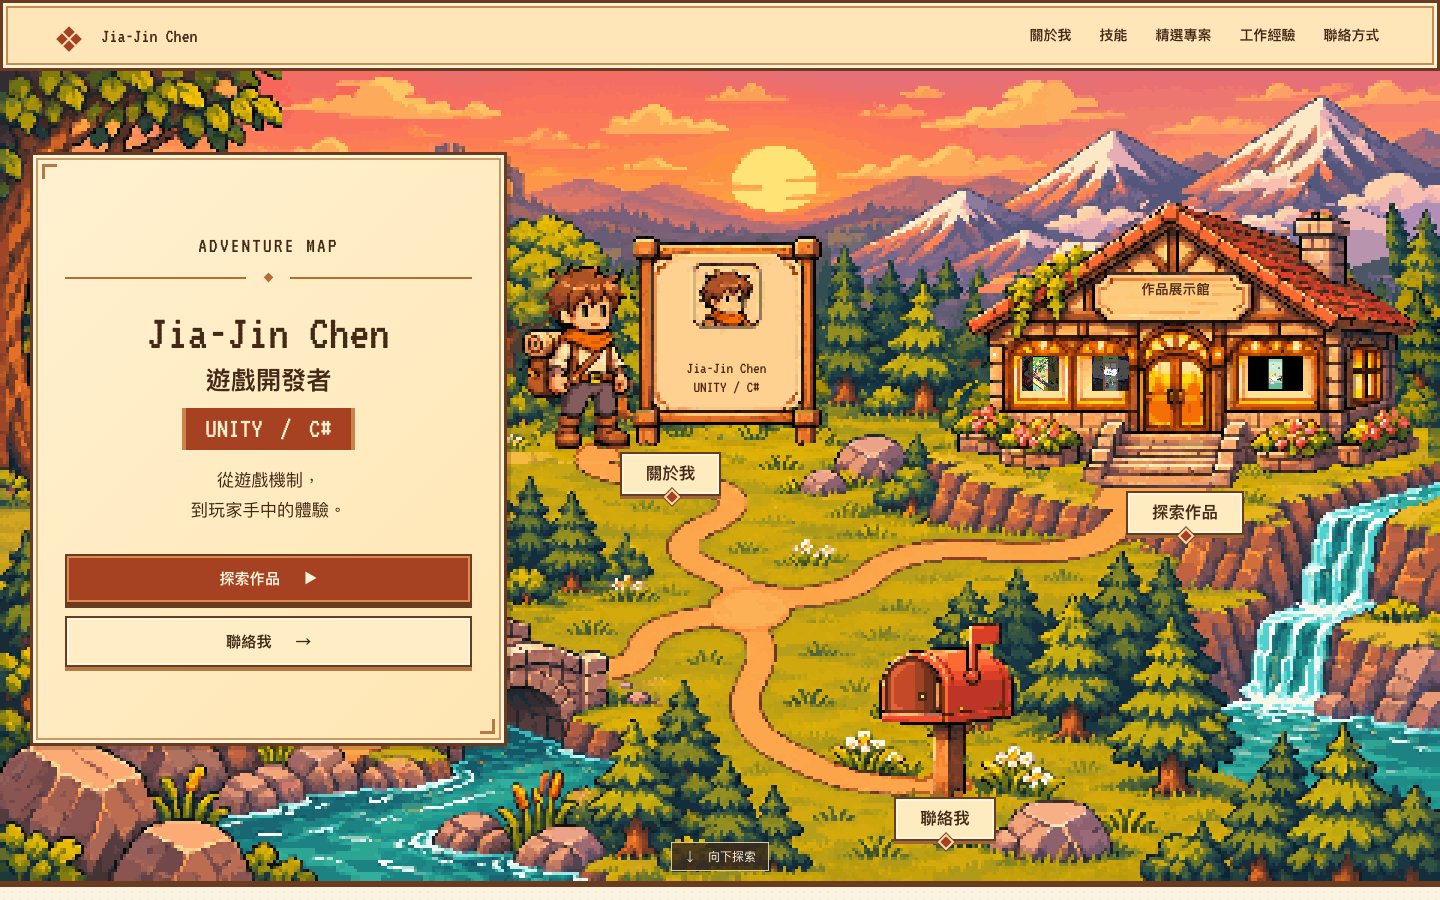 Jia-Jin Chen
關於我 技能 精選專案 工作經驗 聯絡方式
ADVENTURE MAP
Jia-Jin Chen
遊戲開發者
UNITY / C#
從遊戲機制，
到玩家手中的體驗。
探索作品 ▶
聯絡我 →
Jia-Jin Chen
UNITY / C#
關於我
作品展示館
探索作品
聯絡我
↓ 向下探索